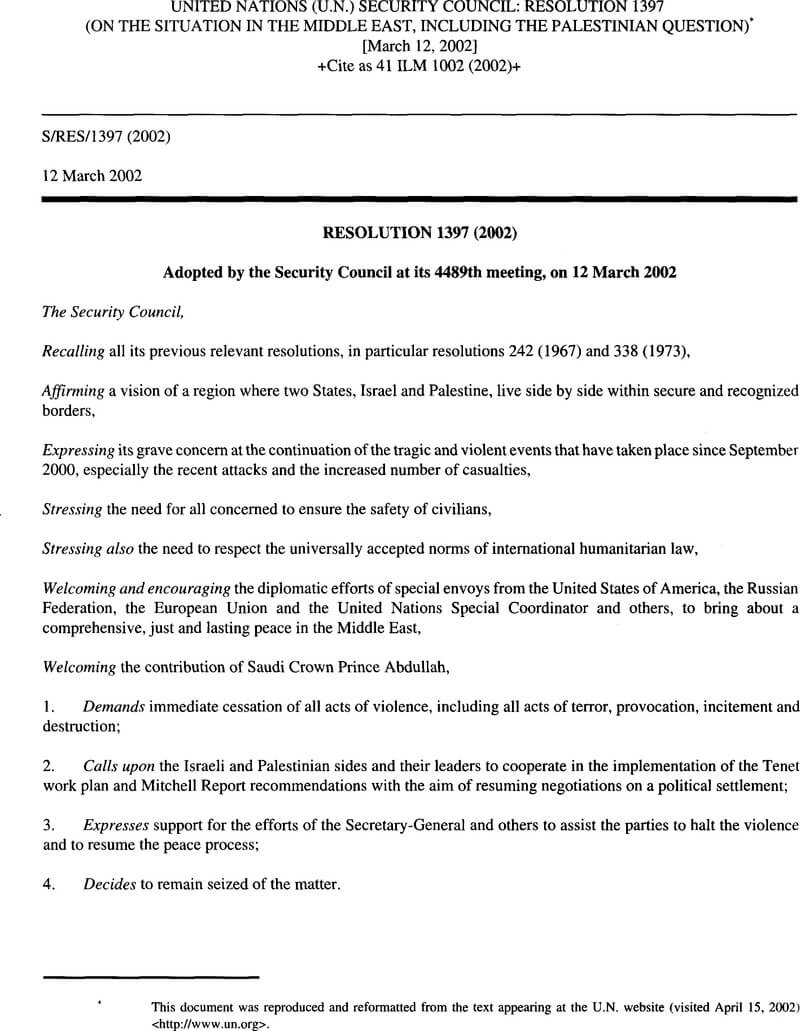 UNITED NATIONS (U.N.) SECURITY COUNCIL: RESOLUTION 1397
(ON THE SITUATION IN THE MIDDLE EAST, INCLUDING THE PALESTINIAN QUESTION)*
[March 12, 2002]
+Cite as 41 ILM 1002 (2002)+
S/RES/1397 (2002)
12 March 2002
RESOLUTION 1397 (2002)
Adopted by the Security Council at its 4489th meeting, on 12 March 2002
The Security Council,
Recalling all its previous relevant resolutions, in particular resolutions 242 (1967) and 338 (1973),
Affirming a vision of a region where two States, Israel and Palestine, live side by side within secure and recognized
borders,
Expressing its grave concern at the continuation of the tragic and violent events that have taken place since September
2000, especially the recent attacks and the increased number of casualties,
Stressing the need for all concerned to ensure the safety of civilians,
Stressing also the need to respect the universally accepted norms of international humanitarian law,
Welcoming and encouraging the diplomatic efforts of special envoys from the United States of America, the Russian
Federation, the European Union and the United Nations Special Coordinator and others, to bring about a
comprehensive, just and lasting peace in the Middle East,
Welcoming the contribution of Saudi Crown Prince Abdullah,
1. Demands immediate cessation of all acts of violence, including all acts of terror, provocation, incitement and
destruction;
2. Calls upon the Israeli and Palestinian sides and their leaders to cooperate in the implementation of the Tenet
work plan and Mitchell Report recommendations with the aim of resuming negotiations on a political settlement;
3. Expresses support for the efforts of the Secretary-General and others to assist the parties to halt the violence
and to resume the peace process;
4. Decides to remain seized of the matter.
* This document was reproduced and reformatted from the text appearing at the U.N. website (visited April 15, 2002)
<http://www.un.org>.